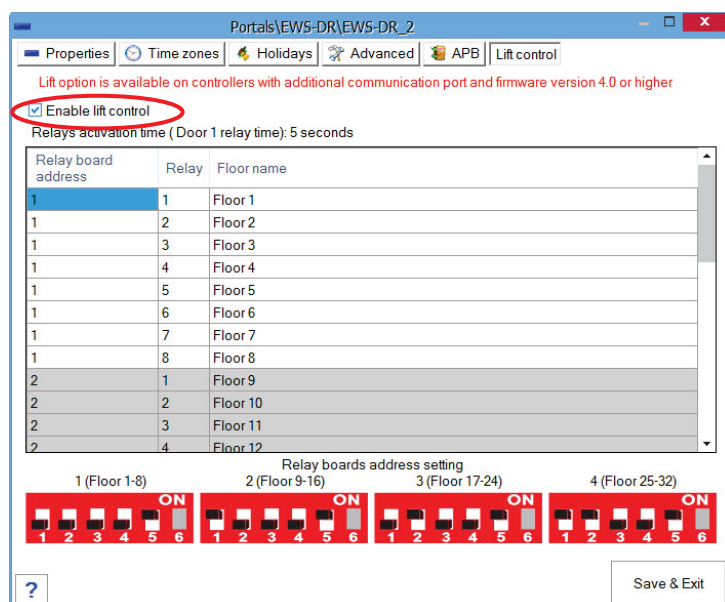 Portals\EWS-DR\EWS-DR_2
Properties Time zones Holidays Advanced APB Lift control
Lift option is available on controllers with additional communication port and firmware version 4.0 or higher
Enable lift control
Relays activation time ( Door 1 relay time): 5 seconds
Relay board address Relay Floor name
1 1 Floor 1
1 2 Floor 2
1 3 Floor 3
1 4 Floor 4
1 5 Floor 5
1 6 Floor 6
1 7 Floor 7
1 8 Floor 8
2 1 Floor 9
2 2 Floor 10
2 3 Floor 11
2 4 Floor 12
Relay boards address setting
1 (Floor 1-8) 2 (Floor 9-16) 3 (Floor 17-24) 4 (Floor 25-32)
ON ON ON ON
1 2 3 4 5 6 1 2 3 4 5 6 1 2 3 4 5 6 1 2 3 4 5 6
? Save & Exit